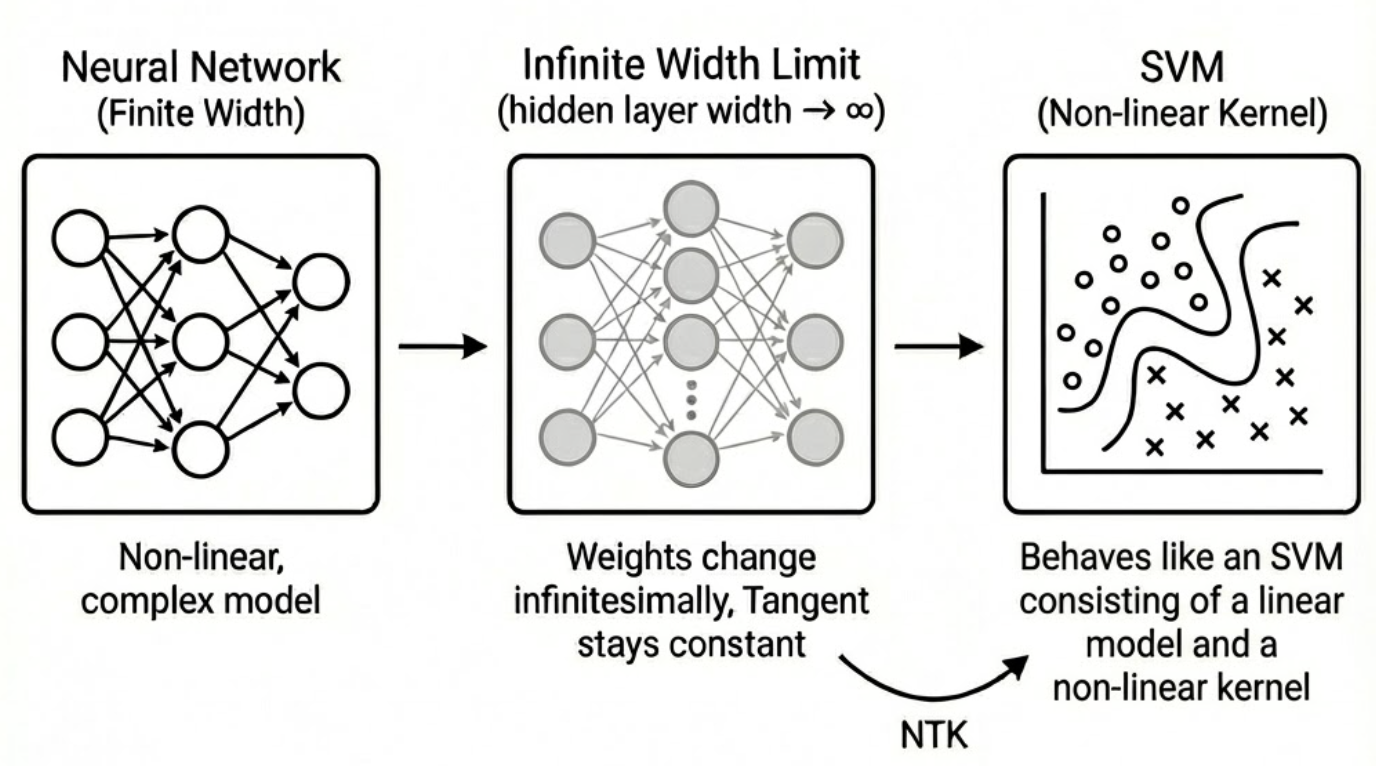 Neural Network
(Finite Width)
Infinite Width Limit
(hidden layer width → ∞)
SVM
(Non-linear Kernel)
Non-linear,
complex model
Weights change
infinitesimally, Tangent
stays constant
Behaves like an SVM
consisting of a linear
model and a
non-linear kernel
NTK